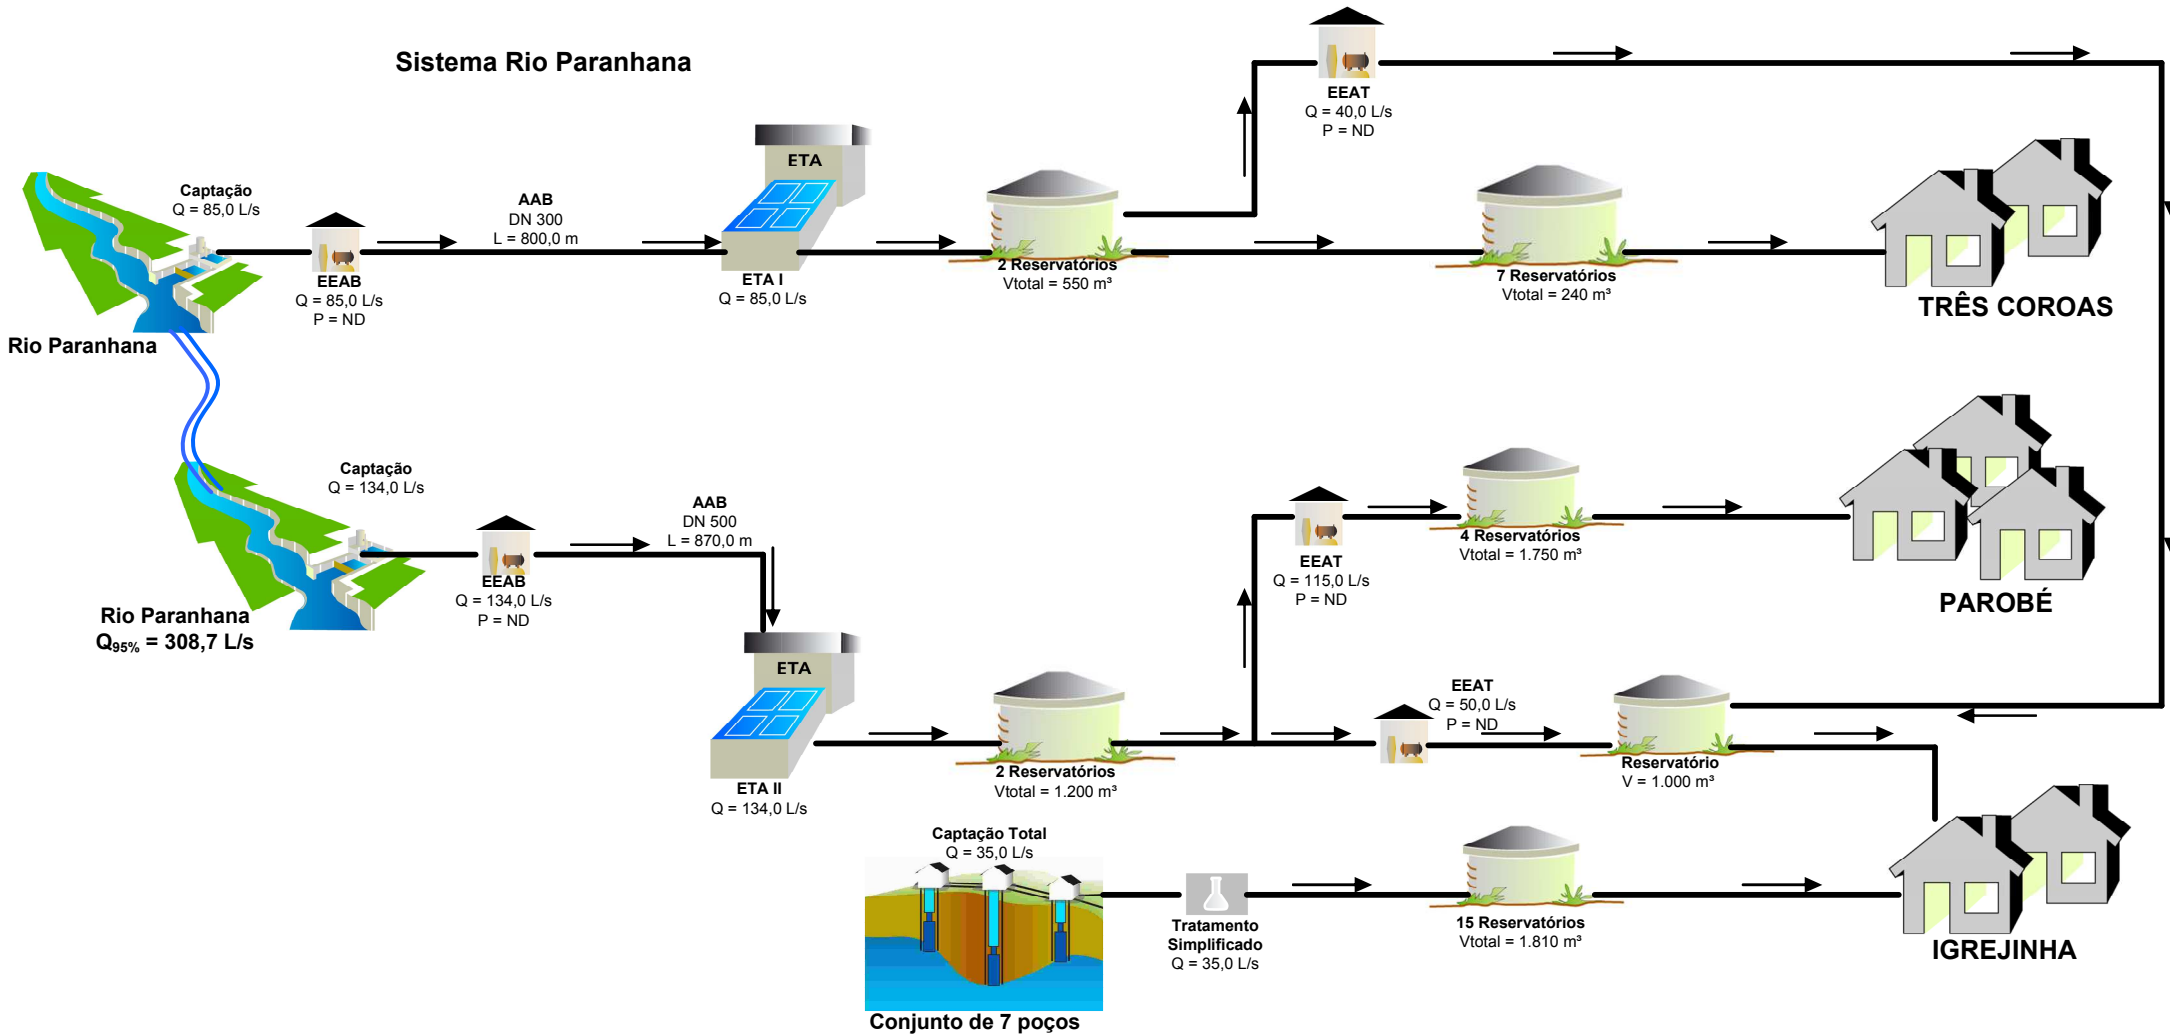 Sistema Rio Paranhana
EEAT
Q = 40,0 L/s
P = ND
Captação
Q = 85,0 L/s
EEAB
Q = 85,0 L/s
P = ND
Rio Paranhana
AAB
DN 300
L = 800,0 m
ETA
ETA I
Q = 85,0 L/s
2 Reservatórios
Vtotal = 550 m³
7 Reservatórios
Vtotal = 240 m³
TRÊS COROAS
Captação
Q = 134,0 L/s
Rio Paranhana
Q95% = 308,7 L/s
EEAB
Q = 134,0 L/s
P = ND
AAB
DN 500
L = 870,0 m
ETA
ETA II
Q = 134,0 L/s
2 Reservatórios
Vtotal = 1.200 m³
EEAT
Q = 115,0 L/s
P = ND
4 Reservatórios
Vtotal = 1.750 m³
PAROBÉ
EEAT
Q = 50,0 L/s
P = ND
Reservatório
V = 1.000 m³
Captação Total
Q = 35,0 L/s
Conjunto de 7 poços
Tratamento
Simplificado
Q = 35,0 L/s
15 Reservatórios
Vtotal = 1.810 m³
IGREJINHA